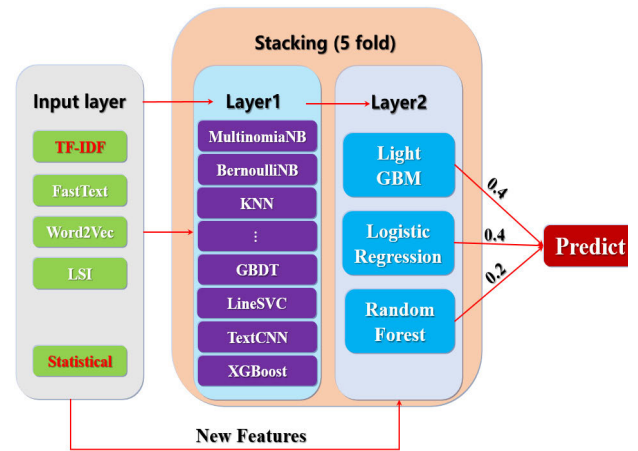 Stacking (5 fold)
Input layer
TF-IDF
FastText
Word2Vec
LSI
Statistical
Layer1
MultinomiaNB
BernoulliNB
KNN
⋮
GBDT
LineSVC
TextCNN
XGBoost
Layer2
Light
GBM
Logistic
Regression
Random
Forest
0.4
0.4
0.2
Predict
New Features